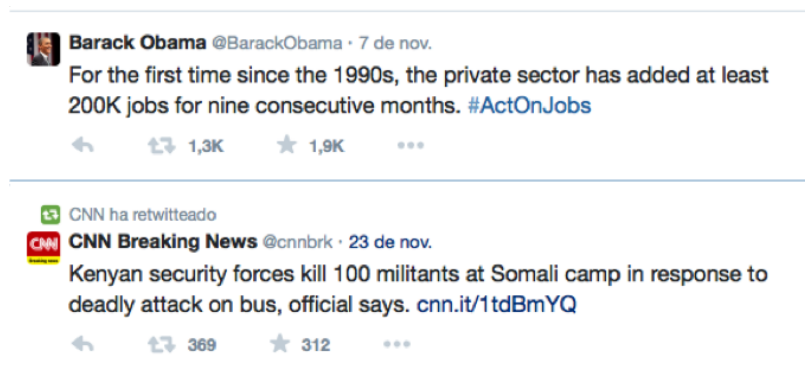 Barack Obama @BarackObama · 7 de nov.
For the first time since the 1990s, the private sector has added at least
200K jobs for nine consecutive months. #ActOnJobs
1,3K 1,9K
CNN ha retwitteado
CNN Breaking News @cnnbrk · 23 de nov.
CNN
Breaking news
Kenyan security forces kill 100 militants at Somali camp in response to
deadly attack on bus, official says. cnn.it/1tdBmYQ
369 312